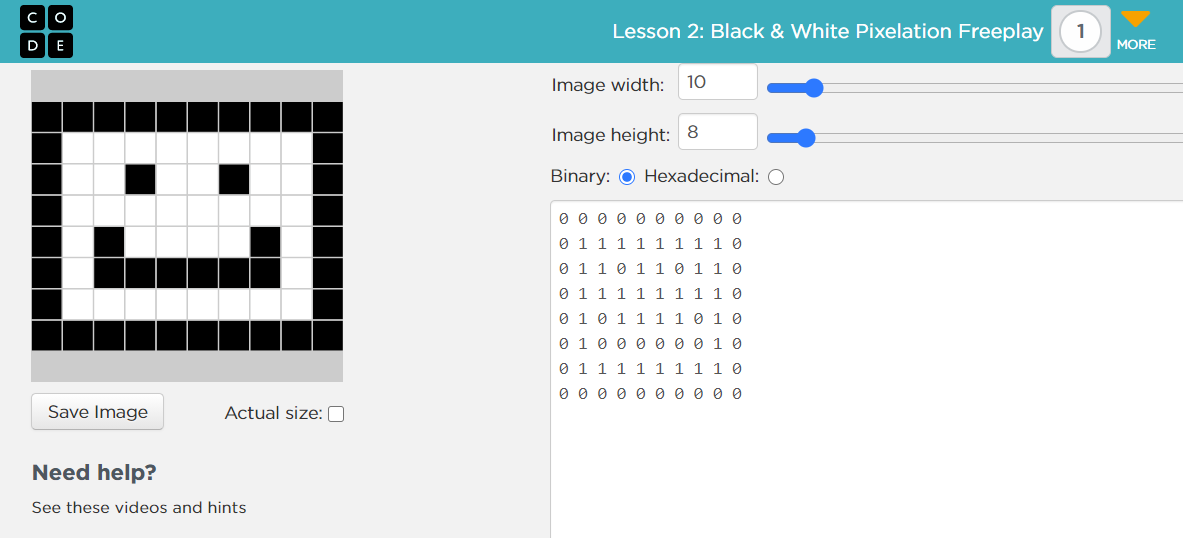 C O
D E
Lesson 2: Black & White Pixelation Freeplay
1
MORE
Image width: 10
Image height: 8
Binary: Hexadecimal:
0 0 0 0 0 0 0 0 0 0
0 1 1 1 1 1 1 1 1 0
0 1 1 0 1 1 0 1 1 0
0 1 1 1 1 1 1 1 1 0
0 1 0 1 1 1 1 0 1 0
0 1 0 0 0 0 0 0 1 0
0 1 1 1 1 1 1 1 1 0
0 0 0 0 0 0 0 0 0 0
Save Image
Actual size:
Need help?
See these videos and hints